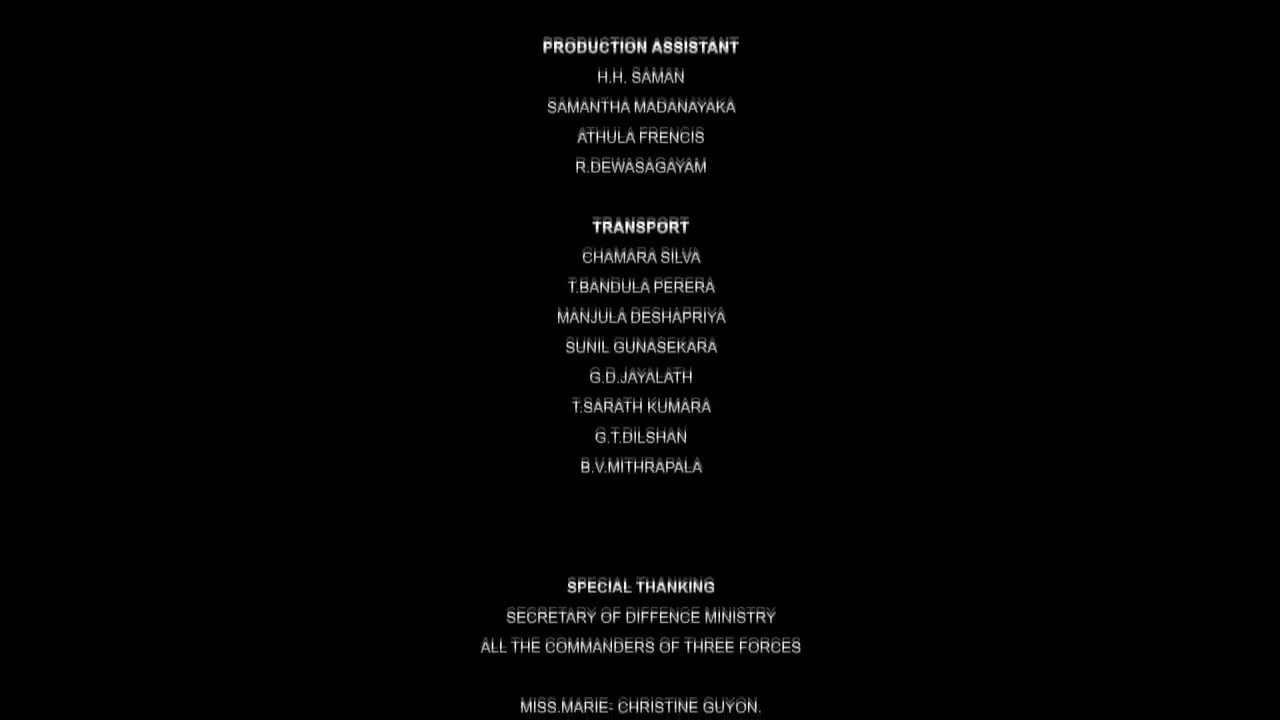 PRODUCTION ASSISTANT
H.H. SAMAN
SAMANTHA MADANAYAKA
ATHULA FRENCIS
R.DEWASAGAYAM
TRANSPORT
CHAMARA SILVA
T.BANDULA PERERA
MANJULA DESHAPRIYA
SUNIL GUNASEKARA
G.D.JAYALATH
T.SARATH KUMARA
G.T.DILSHAN
B.V.MITHRAPALA
SPECIAL THANKING
SECRETARY OF DIFFENCE MINISTRY
ALL THE COMMANDERS OF THREE FORCES
MISS.MARIE- CHRISTINE GUYON.